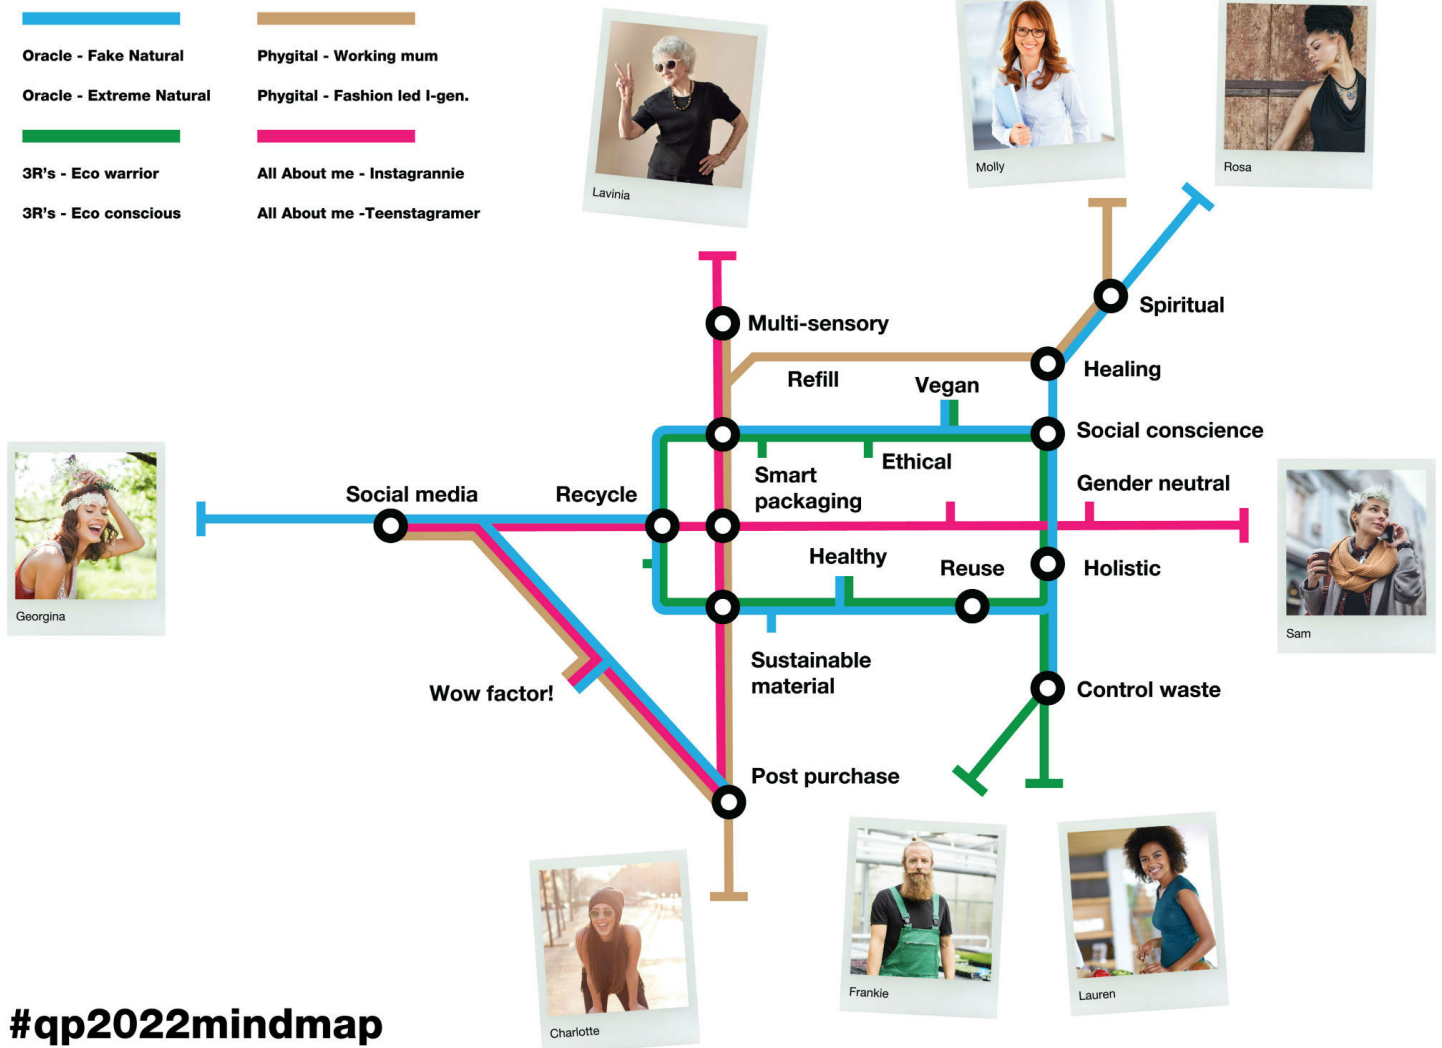 Oracle - Fake Natural
Oracle - Extreme Natural
Phygital - Working mum
Phygital - Fashion led I-gen.
3R's - Eco warrior
3R's - Eco conscious
All About me - Instagrannie
All About me -Teenstagramer
Lavinia
Molly
Rosa
Spiritual
Multi-sensory
Healing
Refill
Vegan
Social conscience
Ethical
Smart
packaging
Gender neutral
Social media
Recycle
Healthy
Reuse
Holistic
Georgina
Sam
Sustainable
material
Wow factor!
Control waste
Post purchase
Frankie
Lauren
Charlotte
#qp2022mindmap